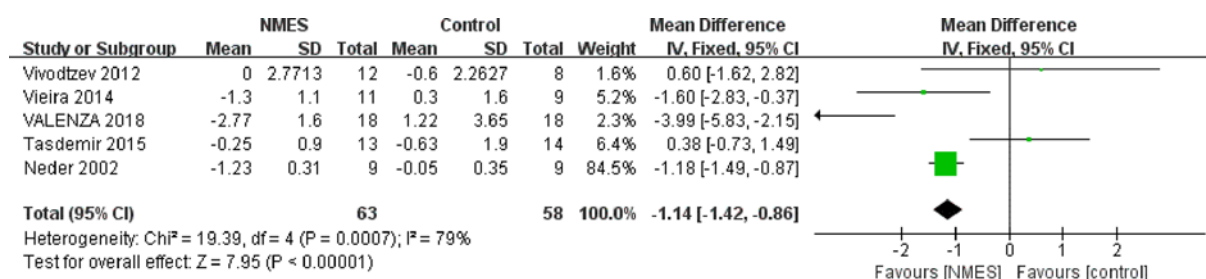 NMES Control Mean Difference Mean Difference
Study or Subgroup Mean SD Total Mean SD Total Weight IV, Fixed, 95% CI IV, Fixed, 95% CI
Vivodtzev 2012 0 2.7713 12 -0.6 2.2627 8 1.6% 0.60 [-1.62, 2.82]
Vieira 2014 -1.3 1.1 11 0.3 1.6 9 5.2% -1.60 [-2.83, -0.37]
VALENZA 2018 -2.77 1.6 18 1.22 3.65 18 2.3% -3.99 [-5.83, -2.15]
Tasdemir 2015 -0.25 0.9 13 -0.63 1.9 14 6.4% 0.38 [-0.73, 1.49]
Neder 2002 -1.23 0.31 9 -0.05 0.35 9 84.5% -1.18 [-1.49, -0.87]
Total (95% CI) 63 58 100.0% -1.14 [-1.42, -0.86]
Heterogeneity: Chi² = 19.39, df = 4 (P = 0.0007); I² = 79%
Test for overall effect: Z = 7.95 (P < 0.00001)
-2 -1 0 1 2
Favours [NMES] Favours [control]